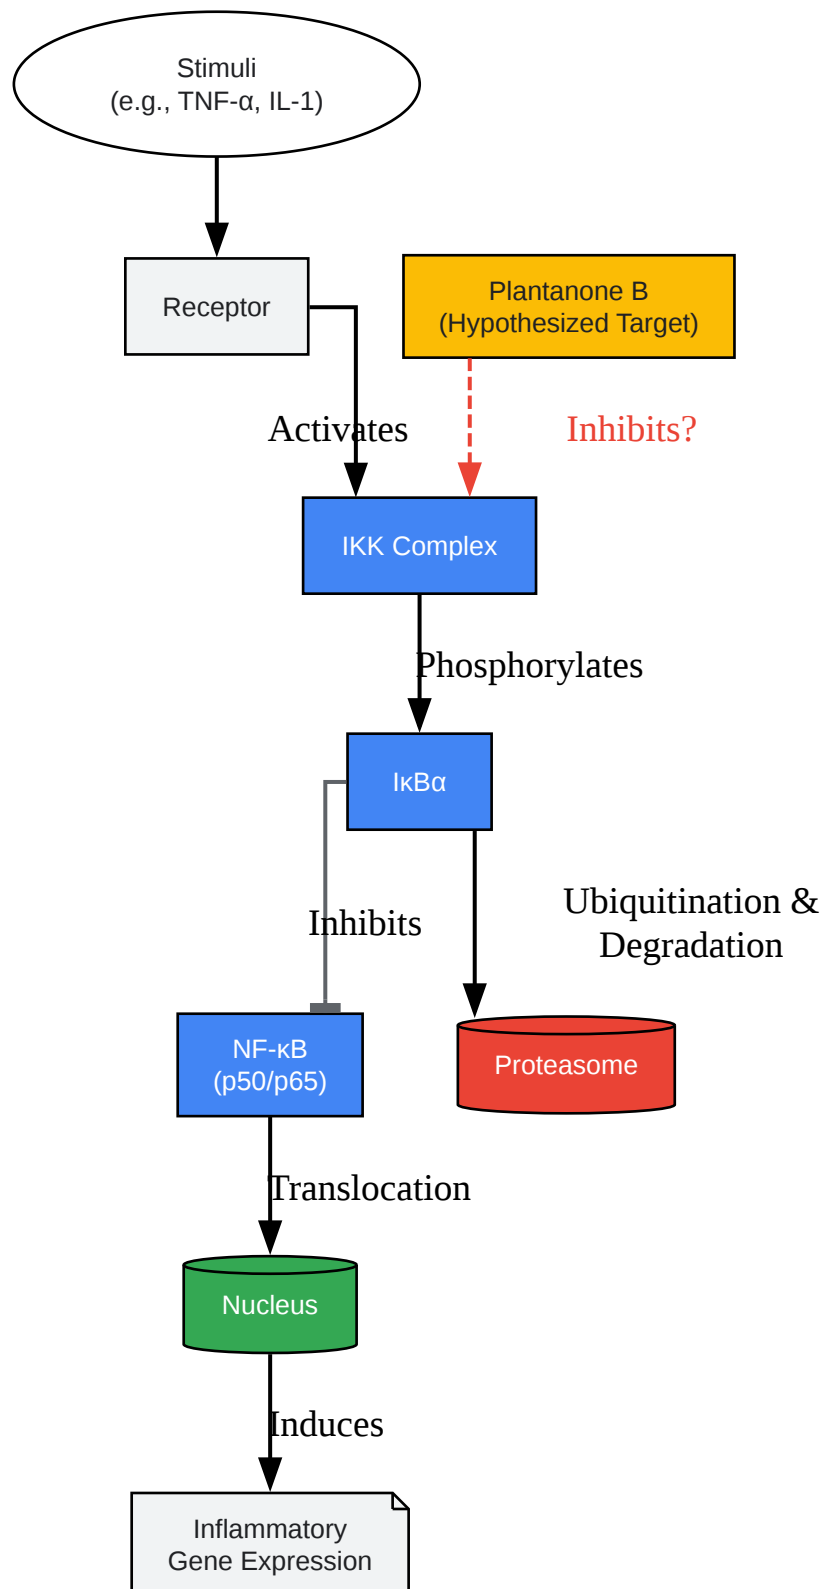 Stimuli
(e.g., TNF-α, IL-1)
Receptor
Plantanone B
(Hypothesized Target)
Activates
Inhibits?
IKK Complex
Phosphorylates
IκBα
Inhibits
Ubiquitination &
Degradation
NF-κB
(p50/p65)
Proteasome
Translocation
Nucleus
Induces
Inflammatory
Gene Expression